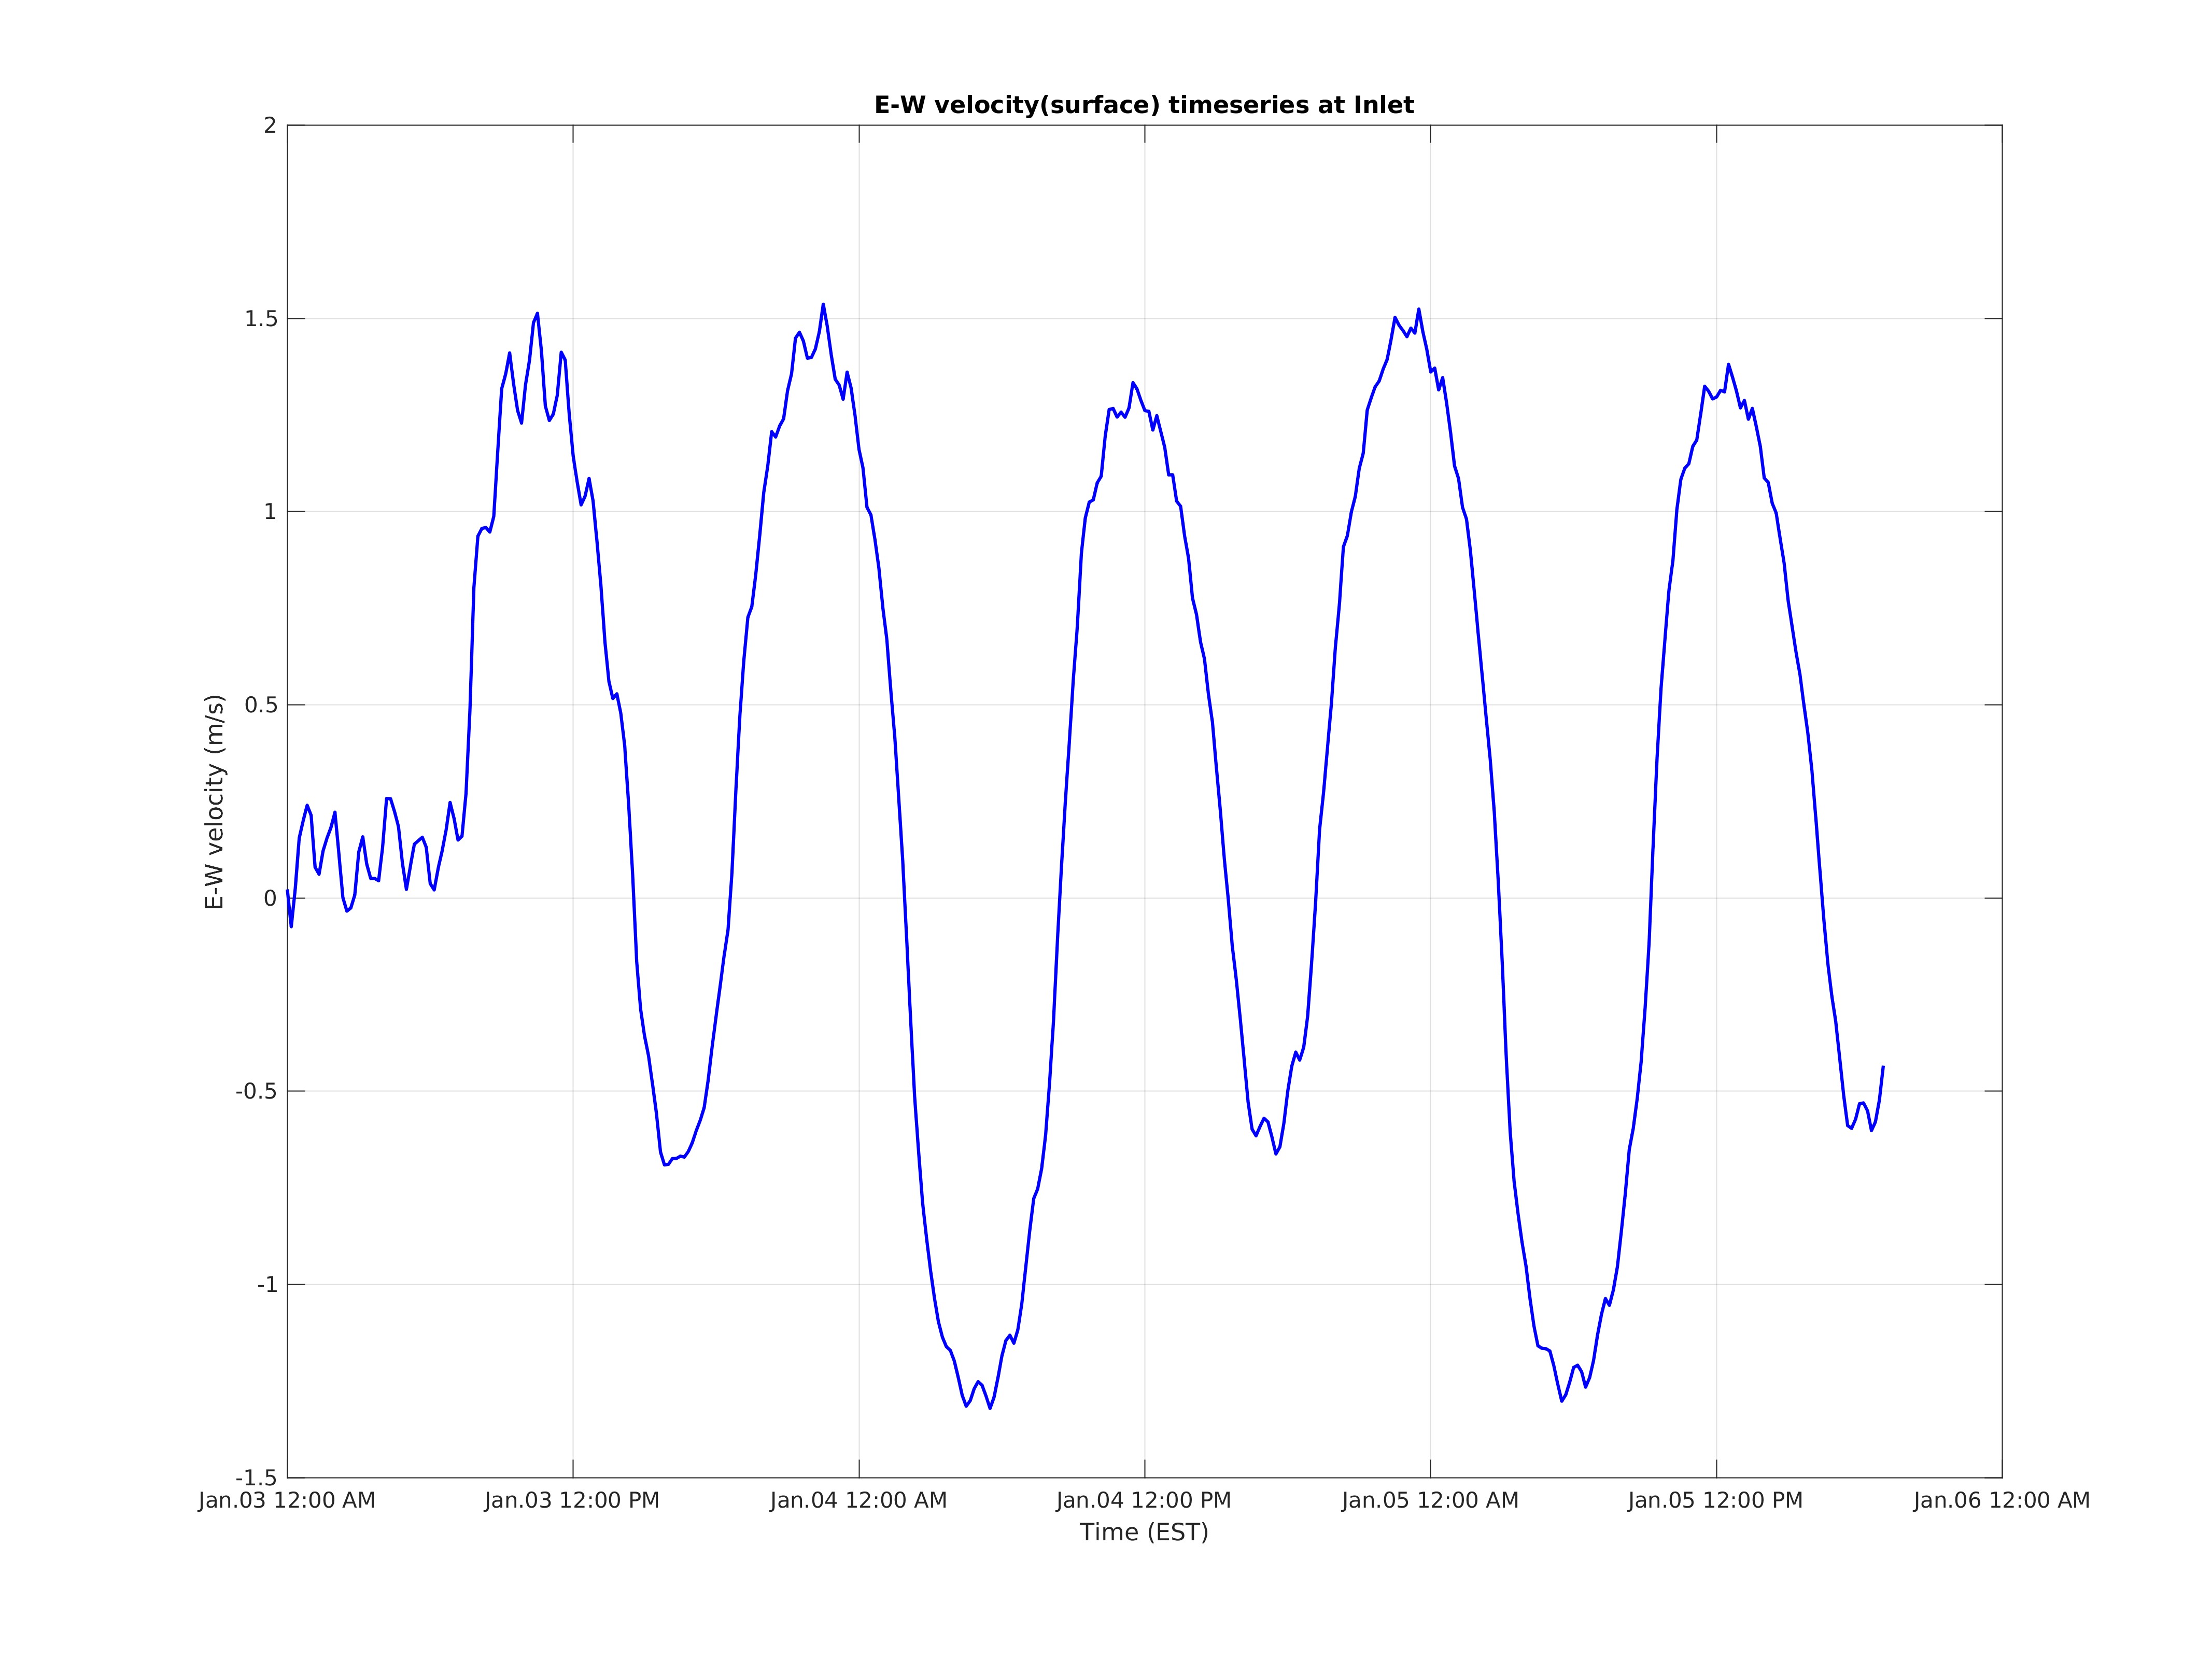 E-W velocity(surface) timeseries at Inlet
2
1.5
1
0.5
0
-0.5
-1
-1.5
E-W velocity (m/s)
Jan.03 12:00 AM Jan.03 12:00 PM Jan.04 12:00 AM Jan.04 12:00 PM Jan.05 12:00 AM Jan.05 12:00 PM Jan.06 12:00 AM
Time (EST)